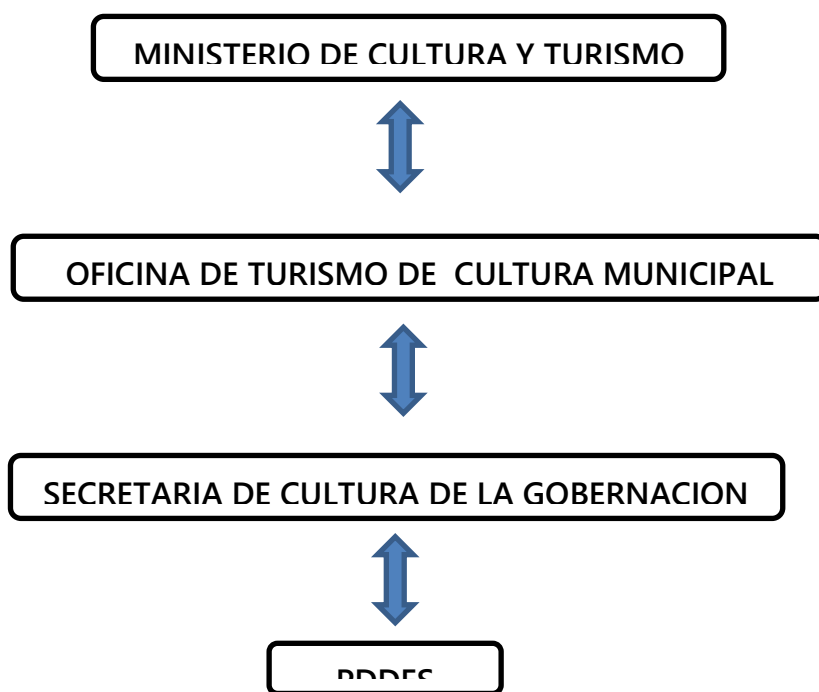 MINISTERIO DE CULTURA Y TURISMO
OFICINA DE TURISMO DE CULTURA MUNICIPAL
SECRETARIA DE CULTURA DE LA GOBERNACION